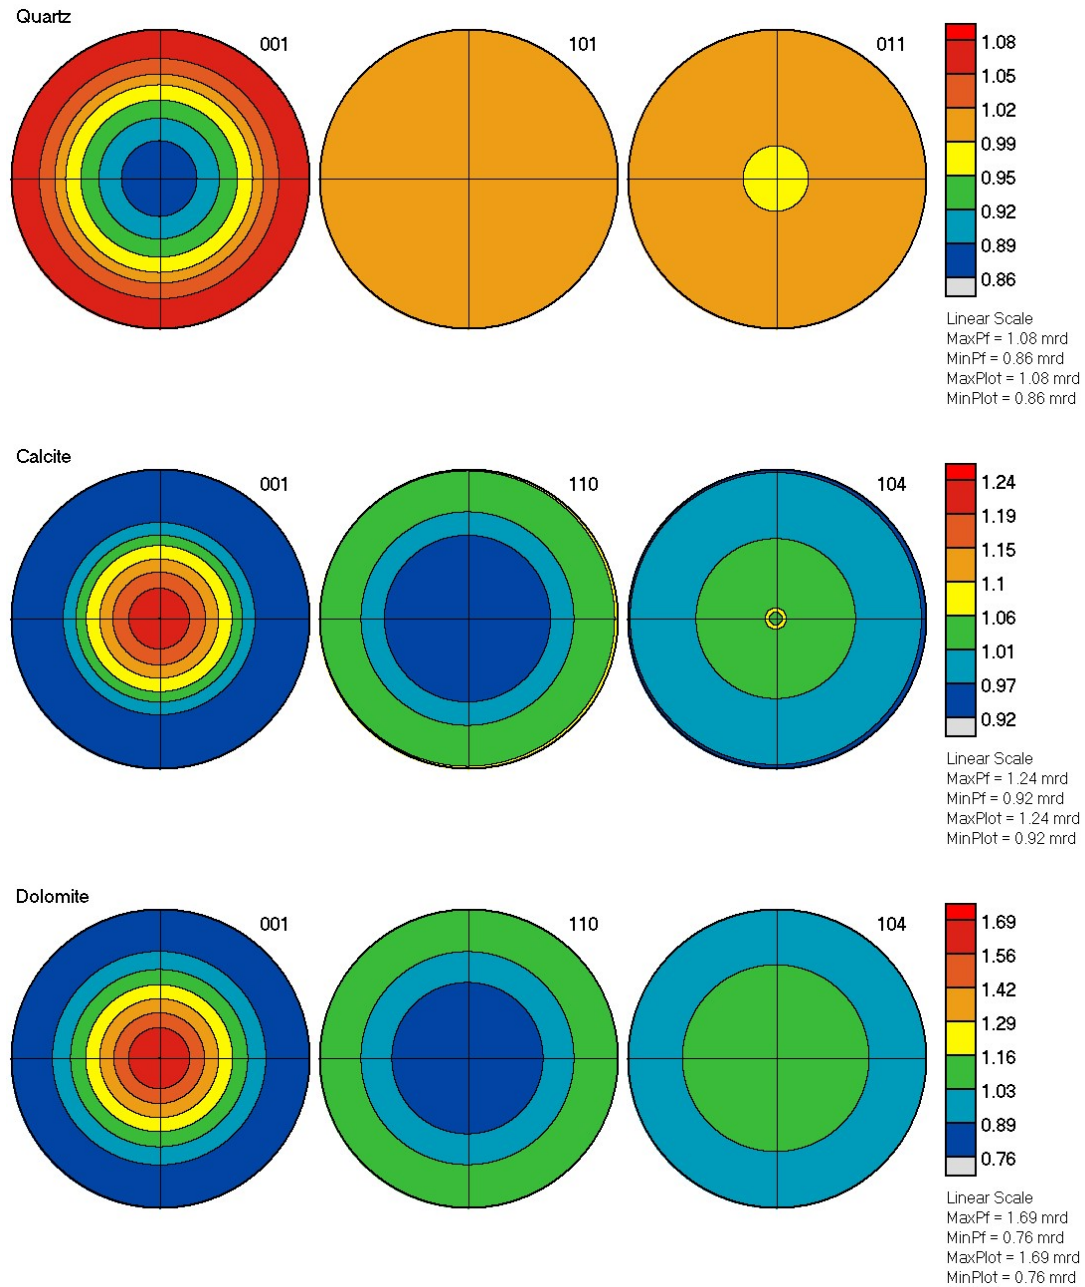 Quartz
001
101
011
1.08
1.05
1.02
0.99
0.95
0.92
0.89
0.86
Linear Scale
MaxPf = 1.08 mrd
MinPf = 0.86 mrd
MaxPlot = 1.08 mrd
MinPlot = 0.86 mrd
Calcite
001
110
104
1.24
1.19
1.15
1.1
1.06
1.01
0.97
0.92
Linear Scale
MaxPf = 1.24 mrd
MinPf = 0.92 mrd
MaxPlot = 1.24 mrd
MinPlot = 0.92 mrd
Dolomite
001
110
104
1.69
1.56
1.42
1.29
1.16
1.03
0.89
0.76
Linear Scale
MaxPf = 1.69 mrd
MinPf = 0.76 mrd
MaxPlot = 1.69 mrd
MinPlot = 0.76 mrd